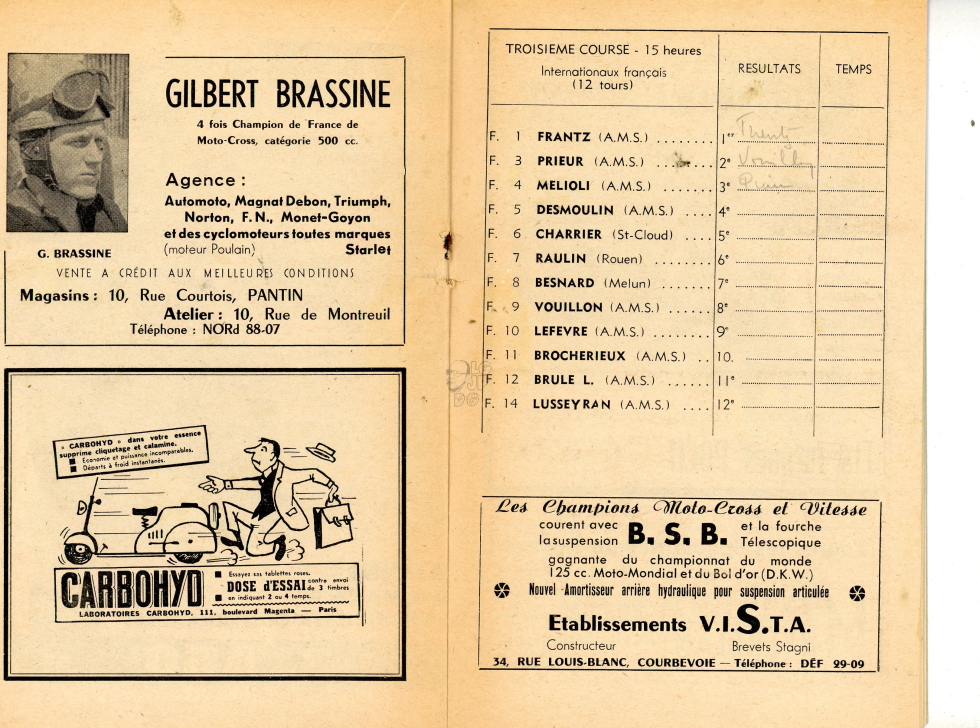 GILBERT BRASSINE
4 fois Champion de France de
Moto-Cross, catégorie 500 cc.
Agence :
Automoto, Magnat Debon, Triumph,
Norton, F. N., Monet-Goyon
et des cyclomoteurs toutes marques
(moteur Poulain) Starlet
G. BRASSINE
VENTE A CRÉDIT AUX MEILLEURES CONDITIONS
Magasins : 10, Rue Courtois, PANTIN
Atelier : 10, Rue de Montreuil
Téléphone : NORd 88-07
« CARBOHYD » dans votre essence
supprime cliquetage et calamine.
Economie et puissance incomparables.
Départs à froid instantanés.
CARBOHYD
Essayez ses tablettes roses.
DOSE d'ESSAI contre envoi de 3 timbres
en indiquant 2 ou 4 temps.
LABORATOIRES CARBOHYD, 111, boulevard Magenta — Paris
TROISIEME COURSE - 15 heures
Internationaux français
(12 tours)
RESULTATS
TEMPS
F. 1 FRANTZ (A.M.S.) ........ 1er
F. 3 PRIEUR (A.M.S.) ........ 2e Vouillon
F. 4 MELIOLI (A.M.S.) ....... 3e
F. 5 DESMOULIN (A.M.S.) 4e
F. 6 CHARRIER (St-Cloud) .... 5e
F. 7 RAULIN (Rouen) ........ 6e
F. 8 BESNARD (Melun) ....... 7e
F. 9 VOUILLON (A.M.S.) ...... 8e
F. 10 LEFEVRE (A.M.S.) ....... 9e
F. 11 BROCHERIEUX (A.M.S.) .. 10.
F. 12 BRULE L. (A.M.S.) ...... 11e
F. 14 LUSSEYRAN (A.M.S.) .... 12e
Les Champions Moto-Cross et Vitesse
courent avec la suspension B. S. B. et la fourche Télescopique
gagnante du championnat du monde
125 cc. Moto-Mondial et du Bol d'or (D.K.W.)
Nouvel Amortisseur arrière hydraulique pour suspension articulée
Etablissements V.I.S.T.A.
Constructeur Brevets Stagni
34, RUE LOUIS-BLANC, COURBEVOIE — Téléphone : DÉF 29-09